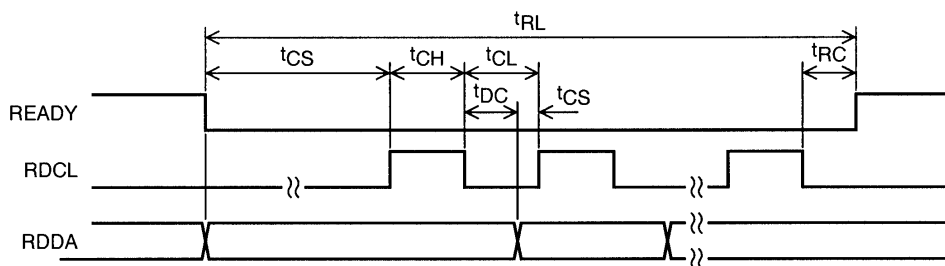 tRL
tCS tCH tCL tRC
tDC tCS
READY
RDCL
RDDA